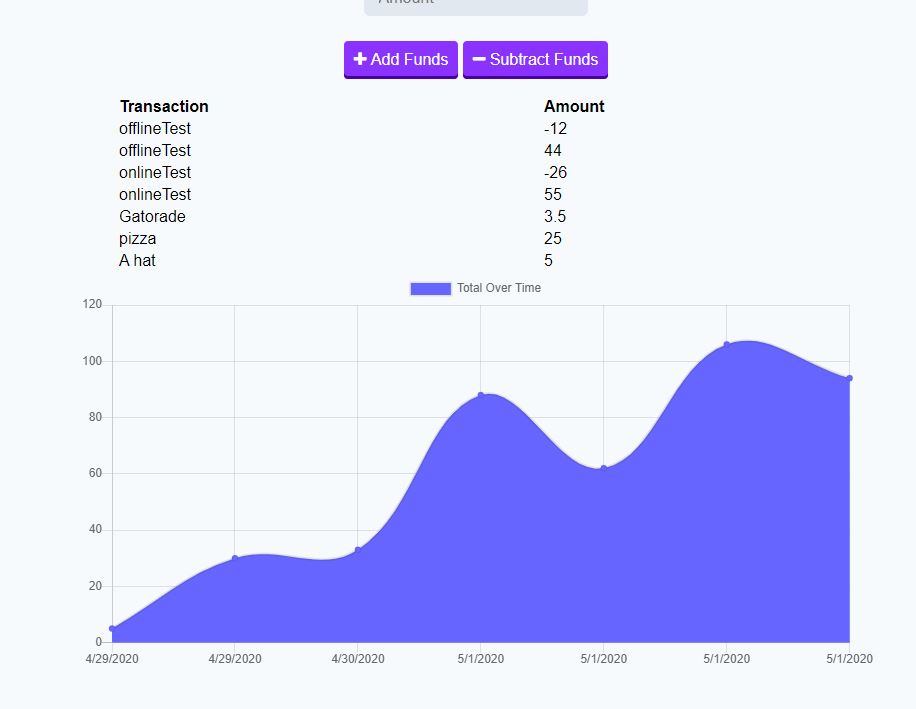 Amount
Add Funds Subtract Funds
Transaction Amount
offlineTest -12
offlineTest 44
onlineTest -26
onlineTest 55
Gatorade 3.5
pizza 25
A hat 5
Total Over Time
120
100
80
60
40
20
0
4/29/2020 4/29/2020 4/30/2020 5/1/2020 5/1/2020 5/1/2020 5/1/2020